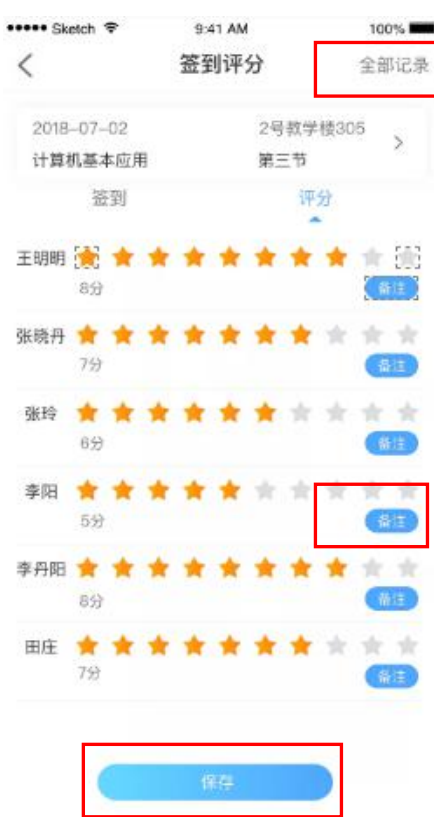 ●●●●● Sketch 9:41 AM 100%
签到评分 全部记录
2018-07-02 2号教学楼305
计算机基本应用 第三节
签到 评分
王明明
8分 备注
张晓丹
7分 备注
张玲
6分 备注
李阳
5分 备注
李丹阳
8分 备注
田庄
7分 备注
保存